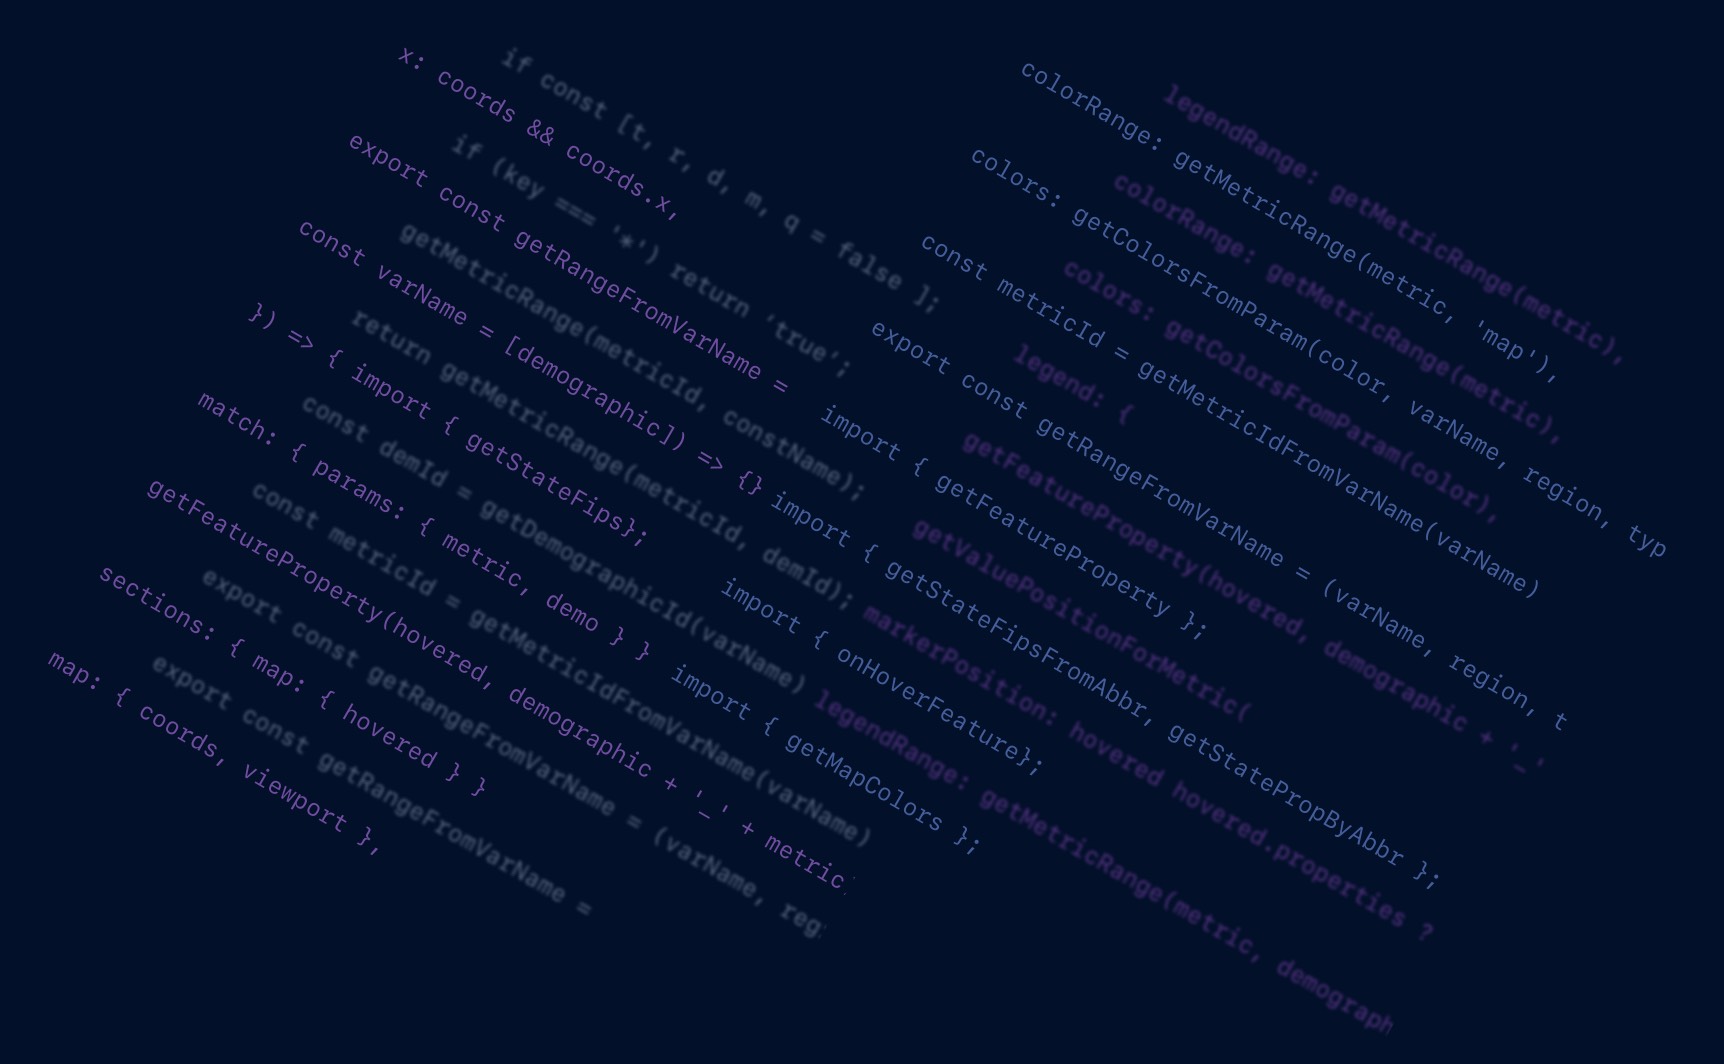 x: coords && coords.x,
export const getRangeFromVarName =
const varName = [demographic]) => {}
}) => { import { getStateFips};
match: { params: { metric, demo } }
getFeatureProperty(hovered, demographic + '_' + metric
sections: { map: { hovered } }
map: { coords, viewport },
if const [t, r, d, m, q = false ];
if (key === '*') return 'true';
getMetricRange(metricId, constName);
return getMetricRange(metricId, demId);
const demId = getDemographicId(varName)
const metricId = getMetricIdFromVarName(varName)
export const getRangeFromVarName = (varName, reg
export const getRangeFromVarName =
colorRange: getMetricRange(metric, 'map'),
colors: getColorsFromParam(color, varName, region, typ
const metricId = getMetricIdFromVarName(varName)
export const getRangeFromVarName = (varName, region, t
import { getFeatureProperty };
import { getStateFipsFromAbbr, getStatePropByAbbr };
import { onHoverFeature};
import { getMapColors };
legendRange: getMetricRange(metric),
colorRange: getMetricRange(metric),
colors: getColorsFromParam(color),
legend: {
getFeatureProperty(hovered, demographic + '_'
getValuePositionForMetric(
markerPosition: hovered hovered.properties ?
legendRange: getMetricRange(metric, demograph